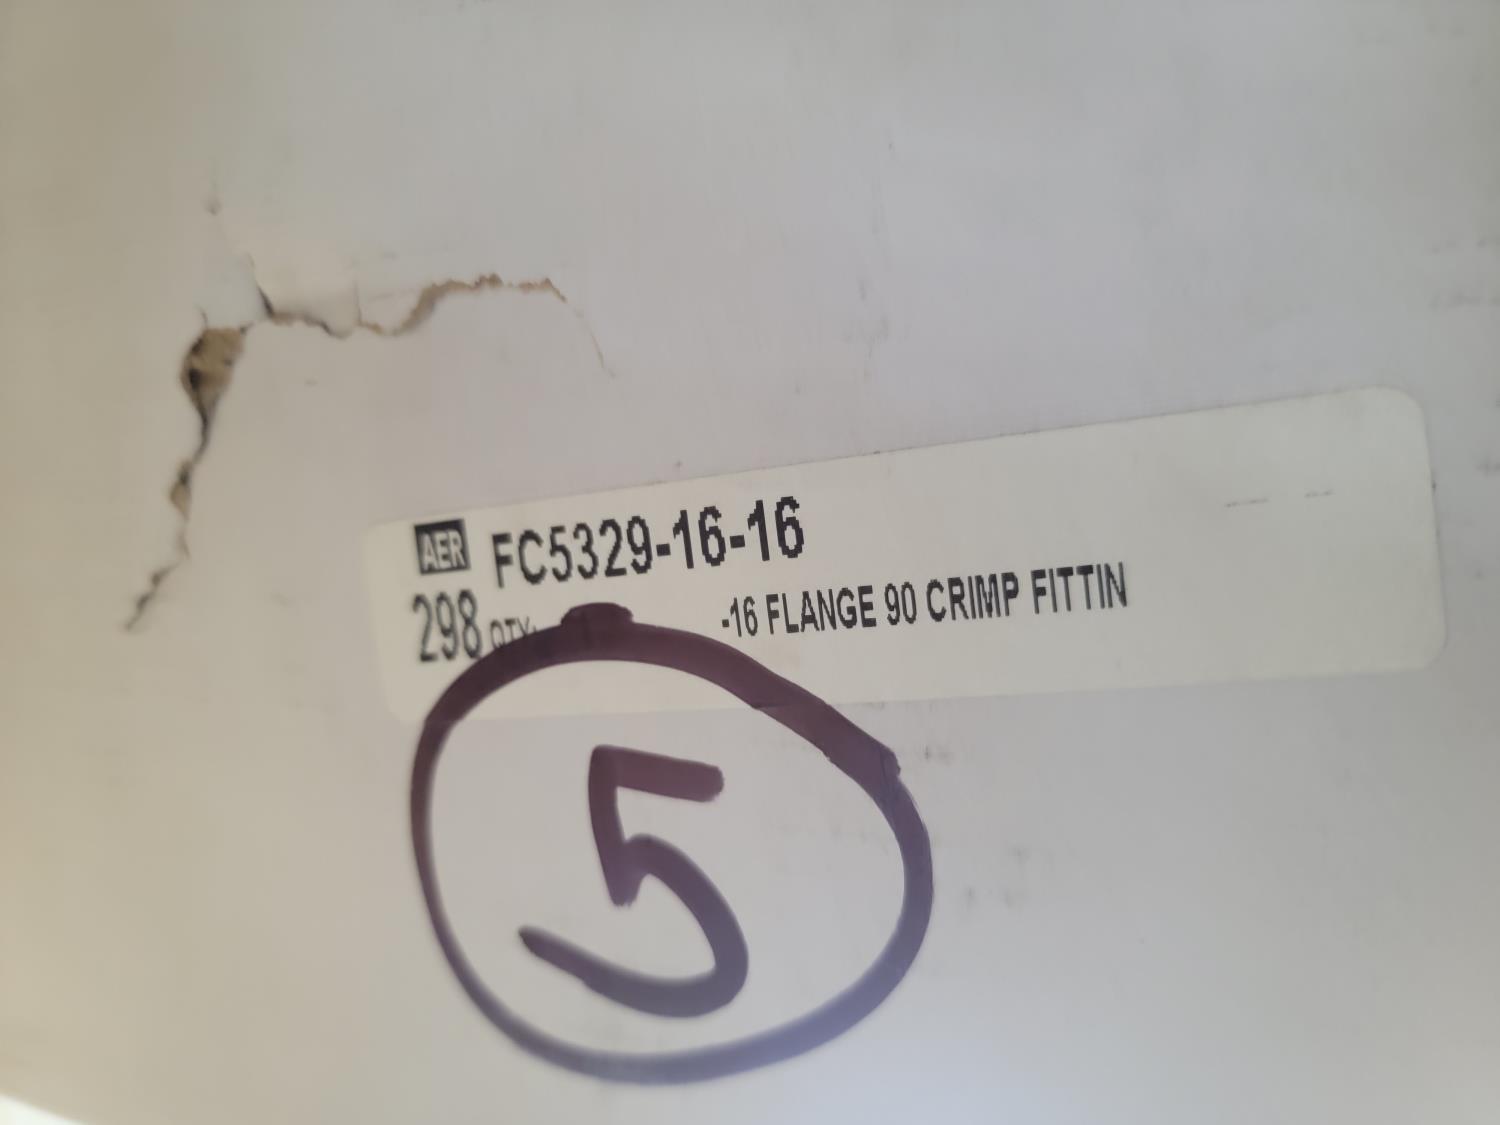 AER FC5329-16-16
298 QTY: -16 FLANGE 90 CRIMP FITTIN
5